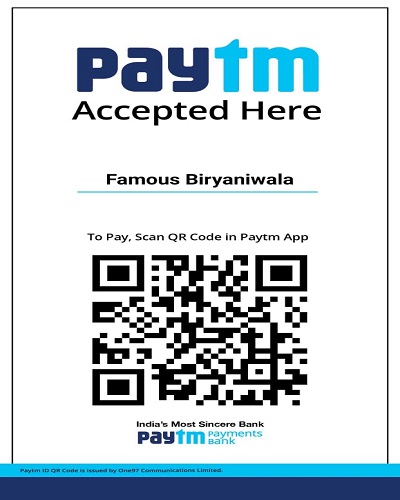 paytm
Accepted Here
Famous Biryaniwala
To Pay, Scan QR Code in Paytm App
India's Most Sincere Bank
paytm Payments
Bank
Paytm ID QR Code is issued by One97 Communications Limited.